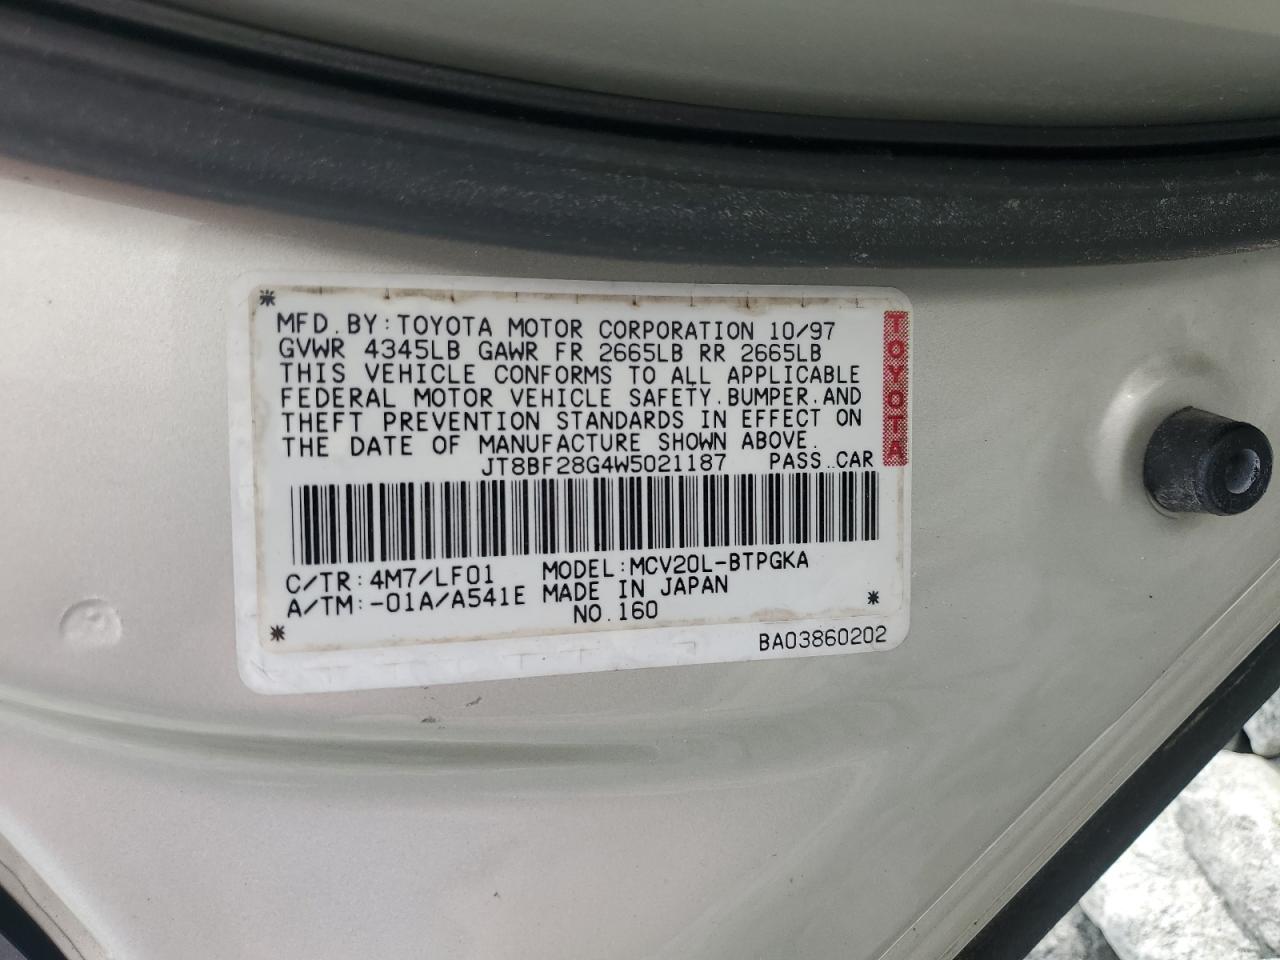 MFD.BY:TOYOTA MOTOR CORPORATION 10/97
GVWR 4345LB GAWR FR 2665LB RR 2665LB
THIS VEHICLE CONFORMS TO ALL APPLICABLE
FEDERAL MOTOR VEHICLE SAFETY.BUMPER.AND
THEFT PREVENTION STANDARDS IN EFFECT ON
THE DATE OF MANUFACTURE SHOWN ABOVE.
JT8BF28G4W5021187 PASS.CAR
TOYOTA
C/TR:4M7/LF01 MODEL:MCV20L-BTPGKA
A/TM:-01A/A541E MADE IN JAPAN
NO.160
BA03860202